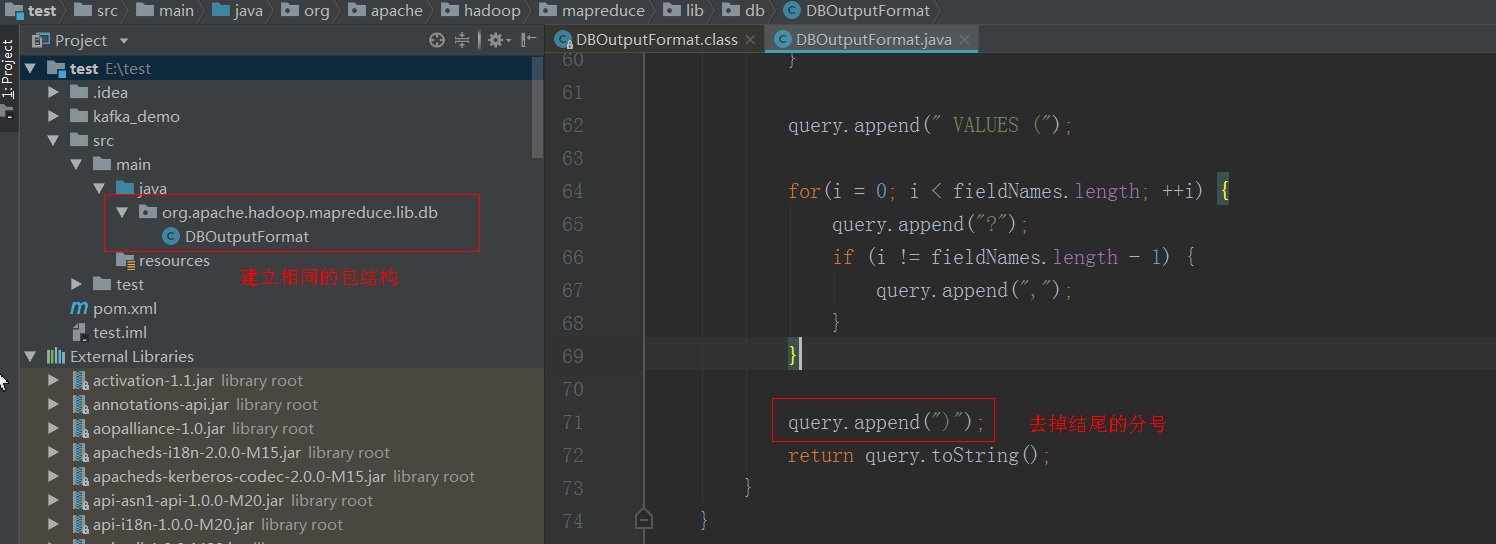 test src main java org apache hadoop mapreduce lib db DBOutputFormat
1: Project
Project
DBOutputFormat.class
DBOutputFormat.java
test E:\test
.idea
kafka_demo
src
main
java
org.apache.hadoop.mapreduce.lib.db
DBOutputFormat
resources
建立相同的包结构
test
pom.xml
test.iml
External Libraries
activation-1.1.jar library root
annotations-api.jar library root
aopalliance-1.0.jar library root
apacheds-i18n-2.0.0-M15.jar library root
apacheds-kerberos-codec-2.0.0-M15.jar library root
api-asn1-api-1.0.0-M20.jar library root
api-i18n-1.0.0-M20.jar library root
60 }
61
62 query.append(" VALUES (");
63
64 for(i = 0; i < fieldNames.length; ++i) {
65 query.append("?");
66 if (i != fieldNames.length - 1) {
67 query.append(",");
68 }
69 }
70
71 query.append(")"); 去掉结尾的分号
72 return query.toString();
73 }
74 }